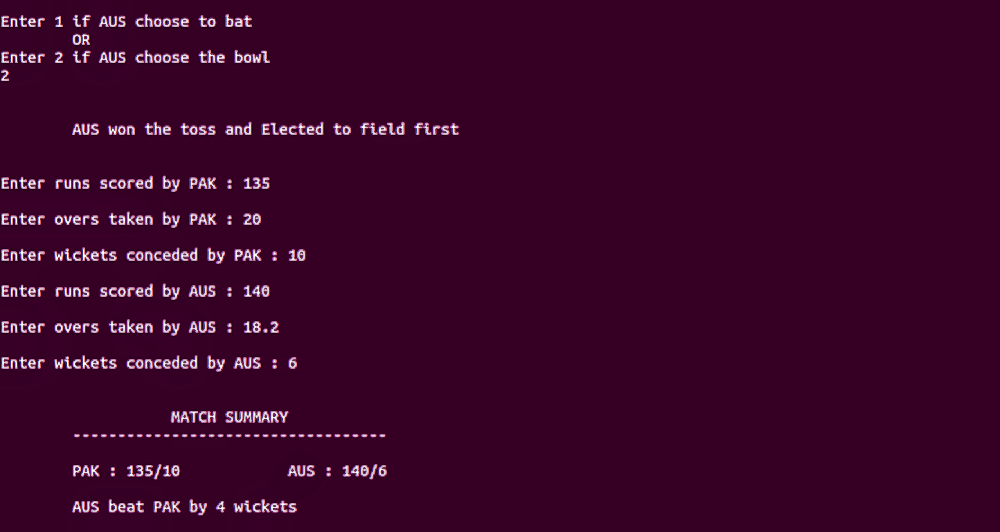 Enter 1 if AUS choose to bat
OR
Enter 2 if AUS choose the bowl
2
AUS won the toss and Elected to field first
Enter runs scored by PAK : 135
Enter overs taken by PAK : 20
Enter wickets conceded by PAK : 10
Enter runs scored by AUS : 140
Enter overs taken by AUS : 18.2
Enter wickets conceded by AUS : 6
MATCH SUMMARY
-----------------------------------
PAK : 135/10 AUS : 140/6
AUS beat PAK by 4 wickets